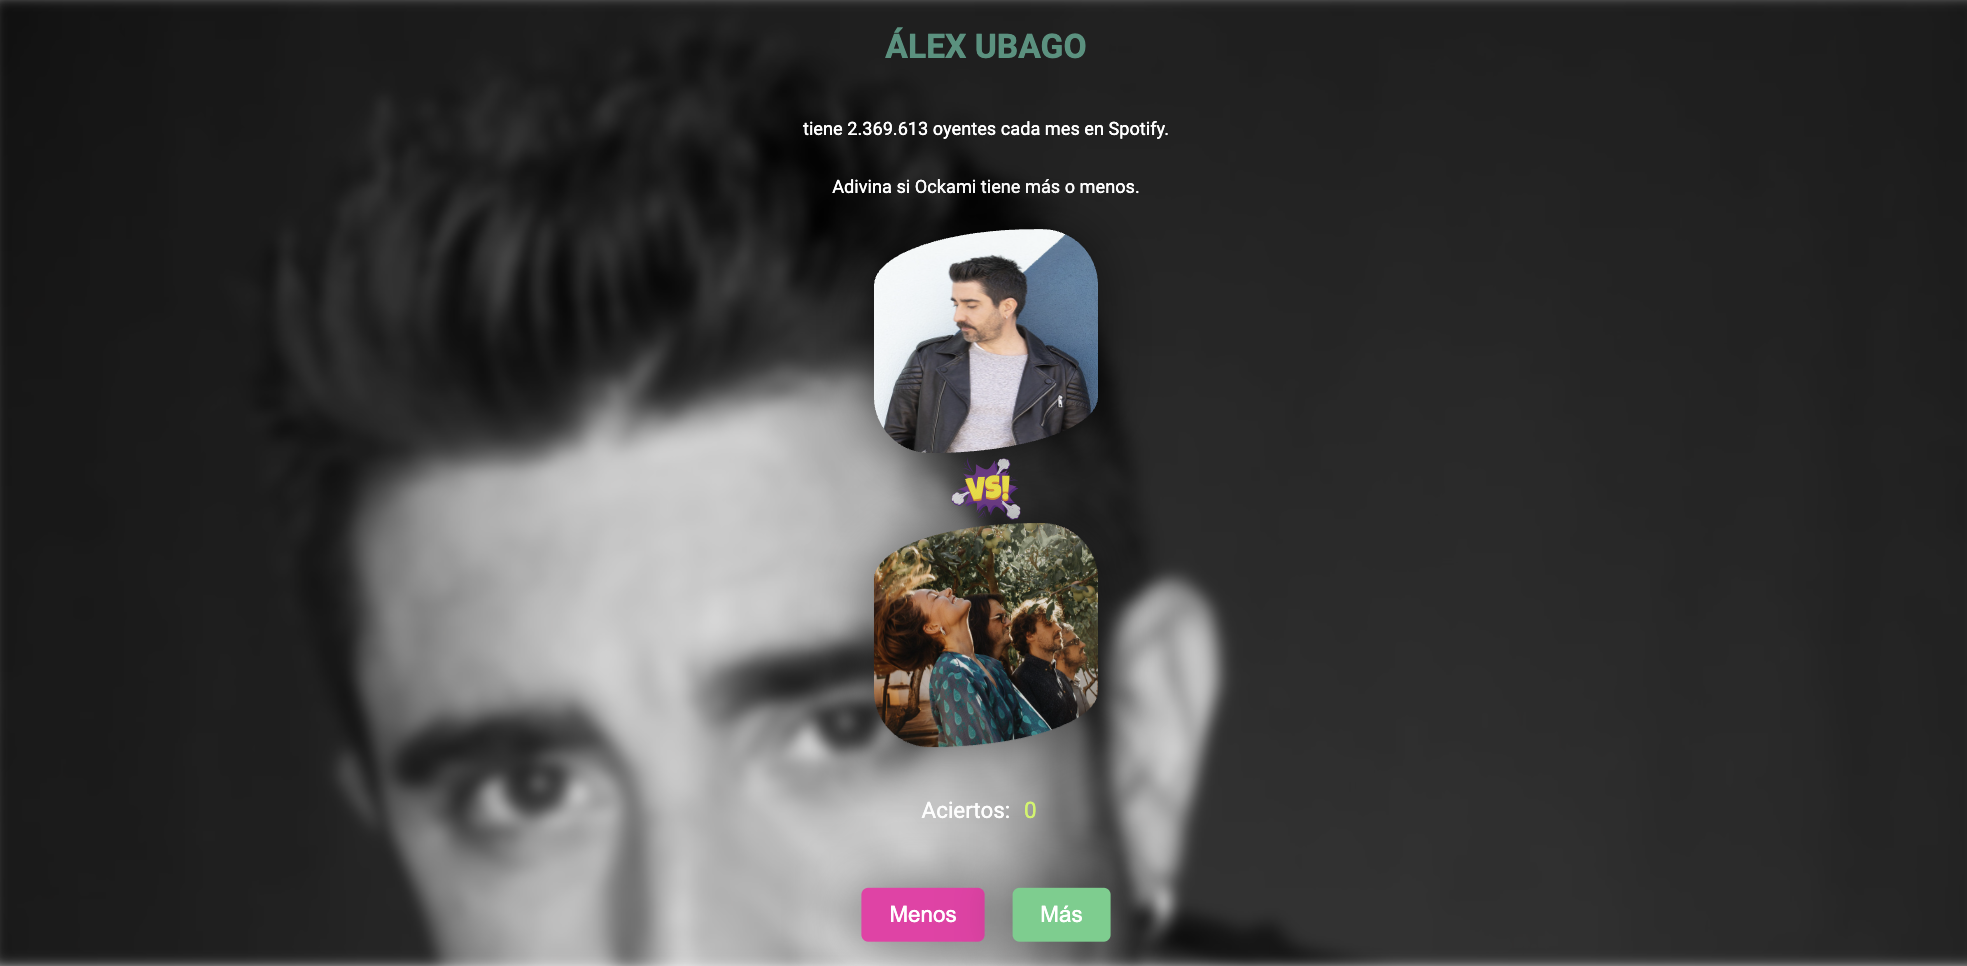 ÁLEX UBAGO
tiene 2.369.613 oyentes cada mes en Spotify.
Adivina si Ockami tiene más o menos.
VS!
Aciertos: 0
Menos
Más